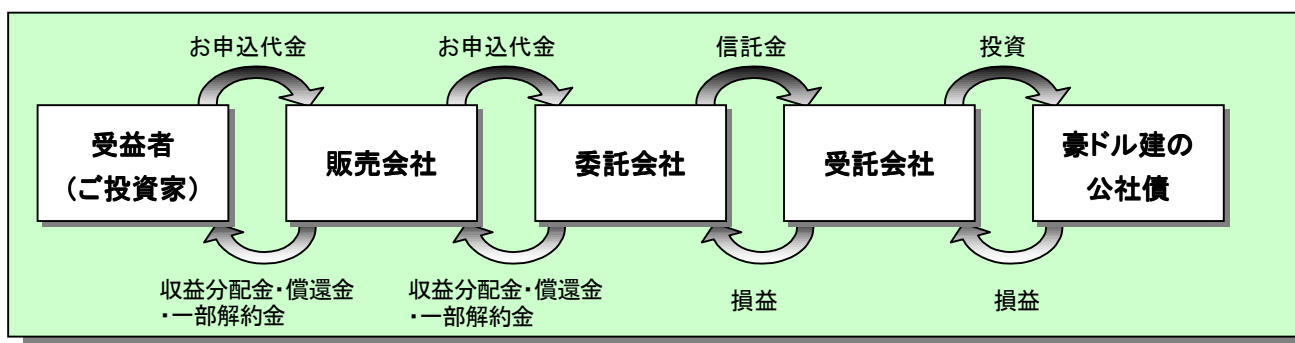 お申込代金
お申込代金
信託金
投資
受益者
(ご投資家)
販売会社
委託会社
受託会社
豪ドル建の
公社債
収益分配金・償還金
・一部解約金
収益分配金・償還金
・一部解約金
損益
損益